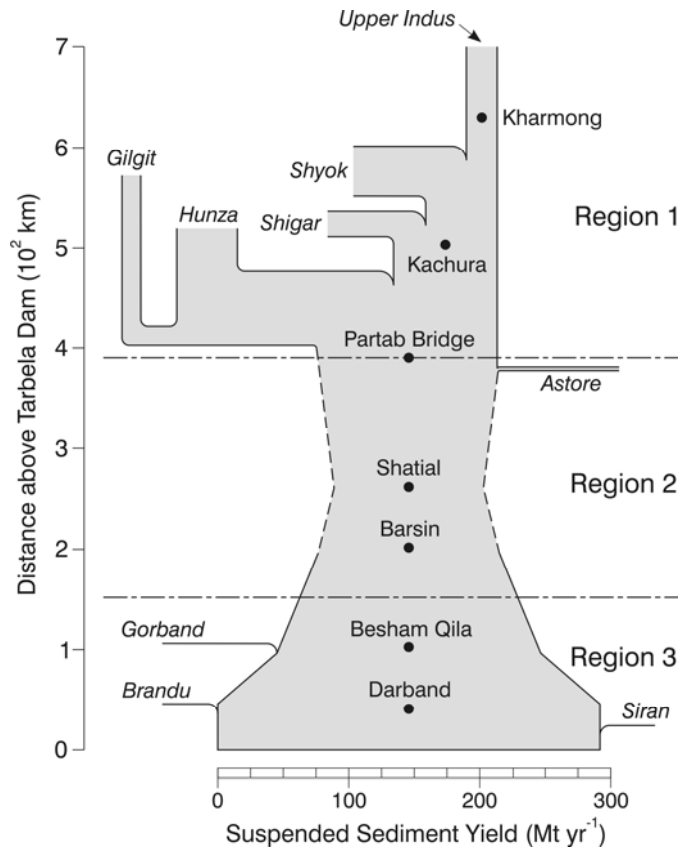 Upper Indus
7
Kharmong
6
Gilgit
Shyok
Hunza
Shigar
Region 1
5
Kachura
Partab Bridge
4
Astore
3
Shatial
Region 2
Barsin
2
Gorband
Besham Qila
1
Region 3
Brandu
Darband
Siran
0
Distance above Tarbela Dam (10² km)
0 100 200 300
Suspended Sediment Yield (Mt yr⁻¹)